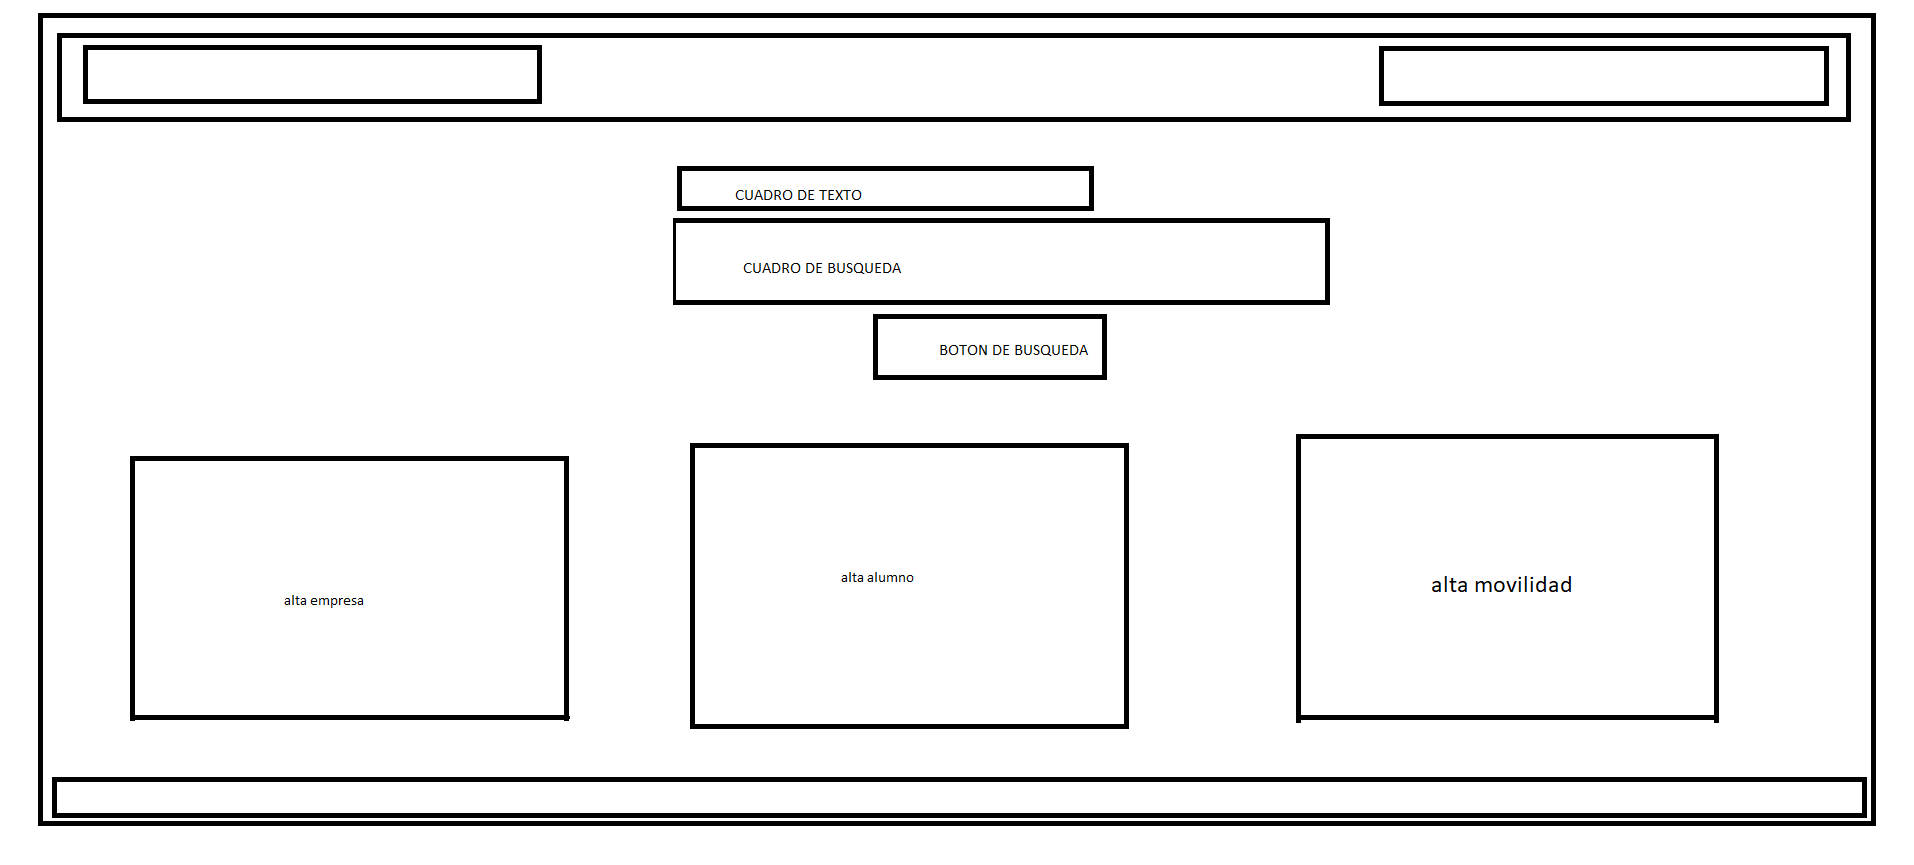 CUADRO DE TEXTO
CUADRO DE BUSQUEDA
BOTON DE BUSQUEDA
alta empresa
alta alumno
alta movilidad